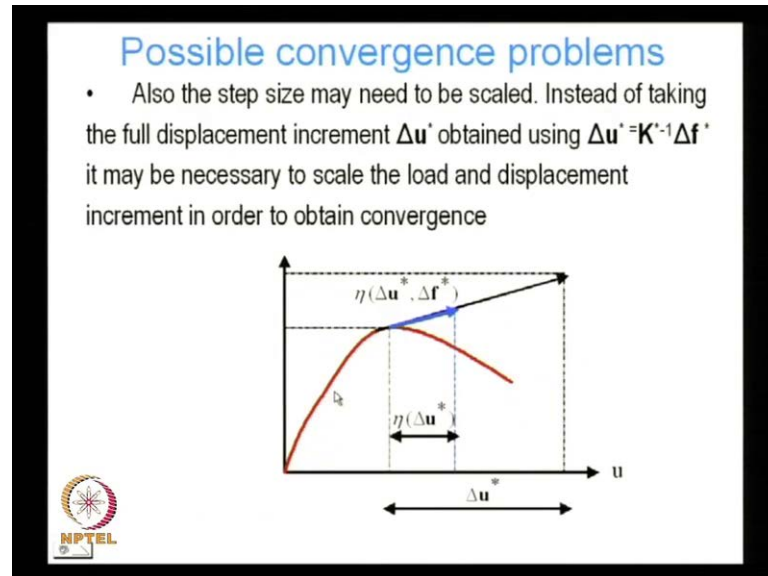 Possible convergence problems
• Also the step size may need to be scaled. Instead of taking
the full displacement increment Δu* obtained using Δu* =K*-1Δf *
it may be necessary to scale the load and displacement
increment in order to obtain convergence
η(Δu*, Δf*)
η(Δu*)
u
Δu*
NPTEL